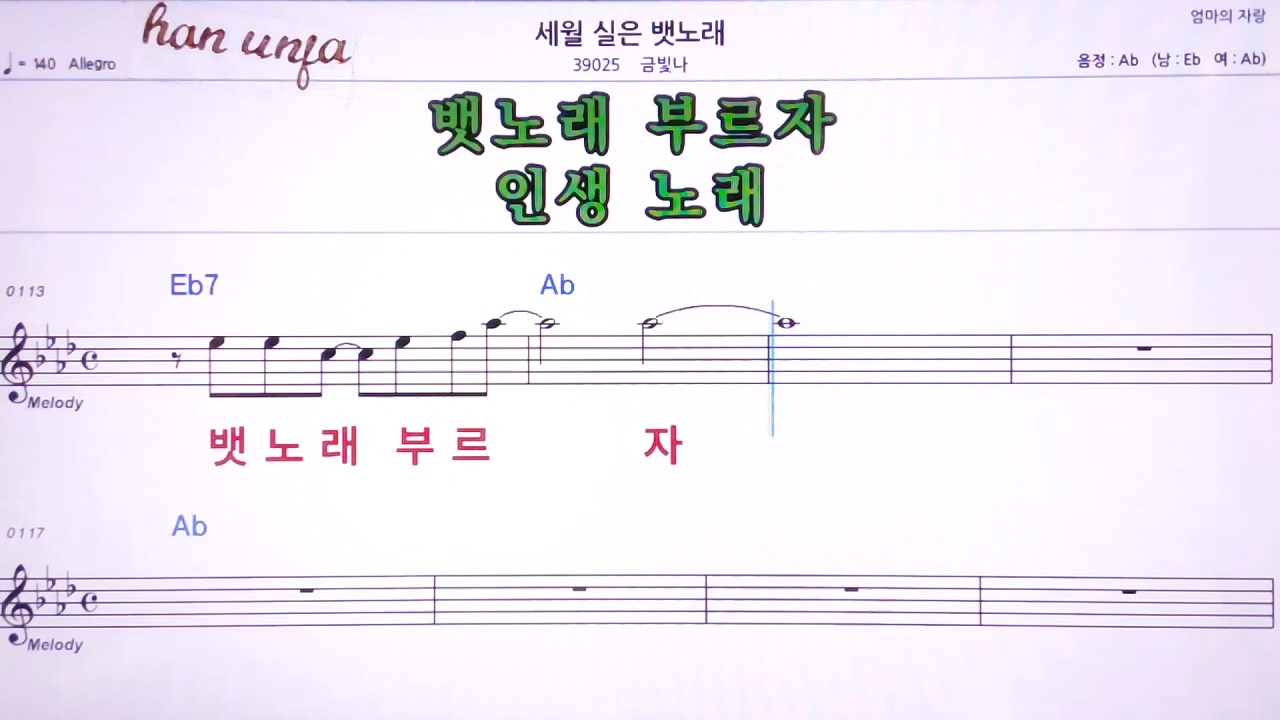 han unfa
세월 실은 뱃노래
엄마의 자랑
♩= 140 Allegro
39025 금빛나
음정 : Ab (남 : Eb 여 : Ab)
뱃노래 부르자
인생 노래
Eb7 Ab
0113
Melody
뱃 노 래 부 르 자
Ab
0117
Melody